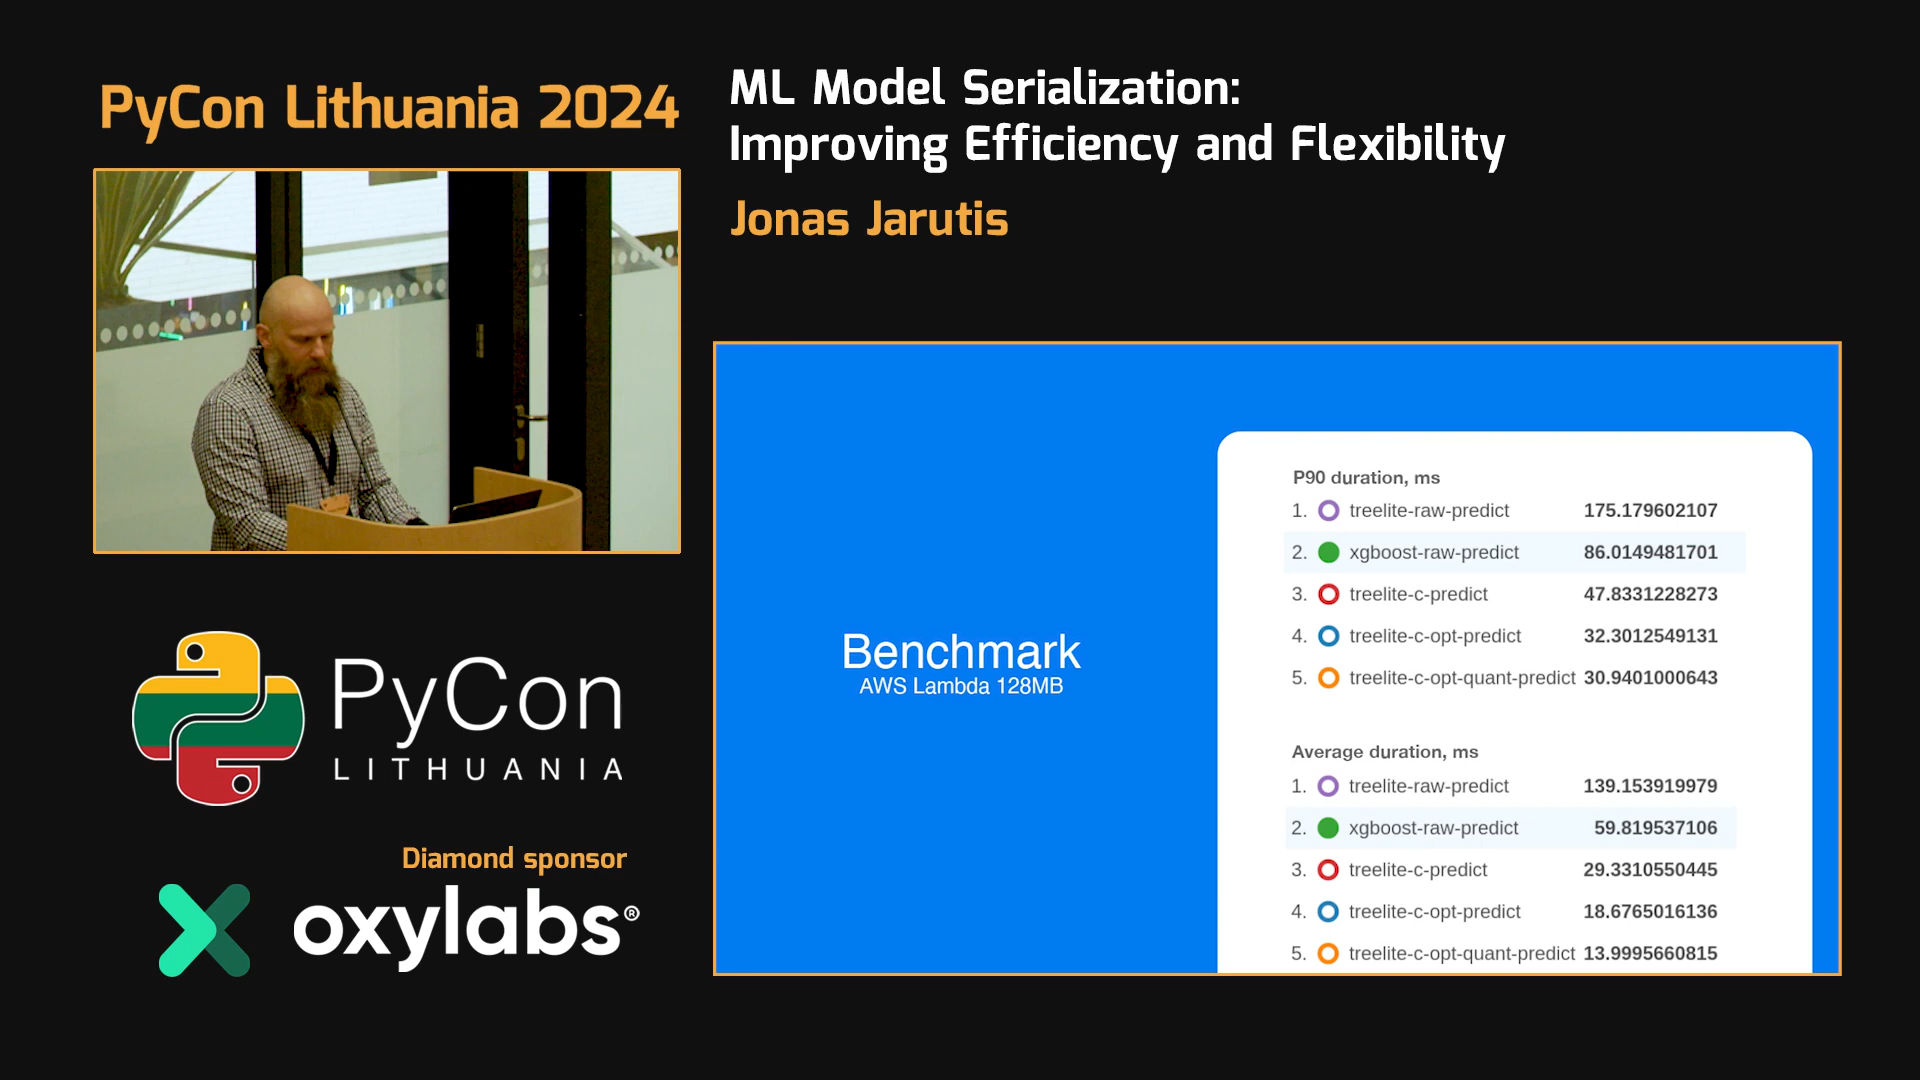 PyCon Lithuania 2024
ML Model Serialization:
Improving Efficiency and Flexibility
Jonas Jarutis
PyCon
LITHUANIA
Diamond sponsor
oxylabs®
Benchmark
AWS Lambda 128MB
P90 duration, ms
1. treelite-raw-predict 175.179602107
2. xgboost-raw-predict 86.0149481701
3. treelite-c-predict 47.8331228273
4. treelite-c-opt-predict 32.3012549131
5. treelite-c-opt-quant-predict 30.9401000643
Average duration, ms
1. treelite-raw-predict 139.153919979
2. xgboost-raw-predict 59.819537106
3. treelite-c-predict 29.3310550445
4. treelite-c-opt-predict 18.6765016136
5. treelite-c-opt-quant-predict 13.9995660815